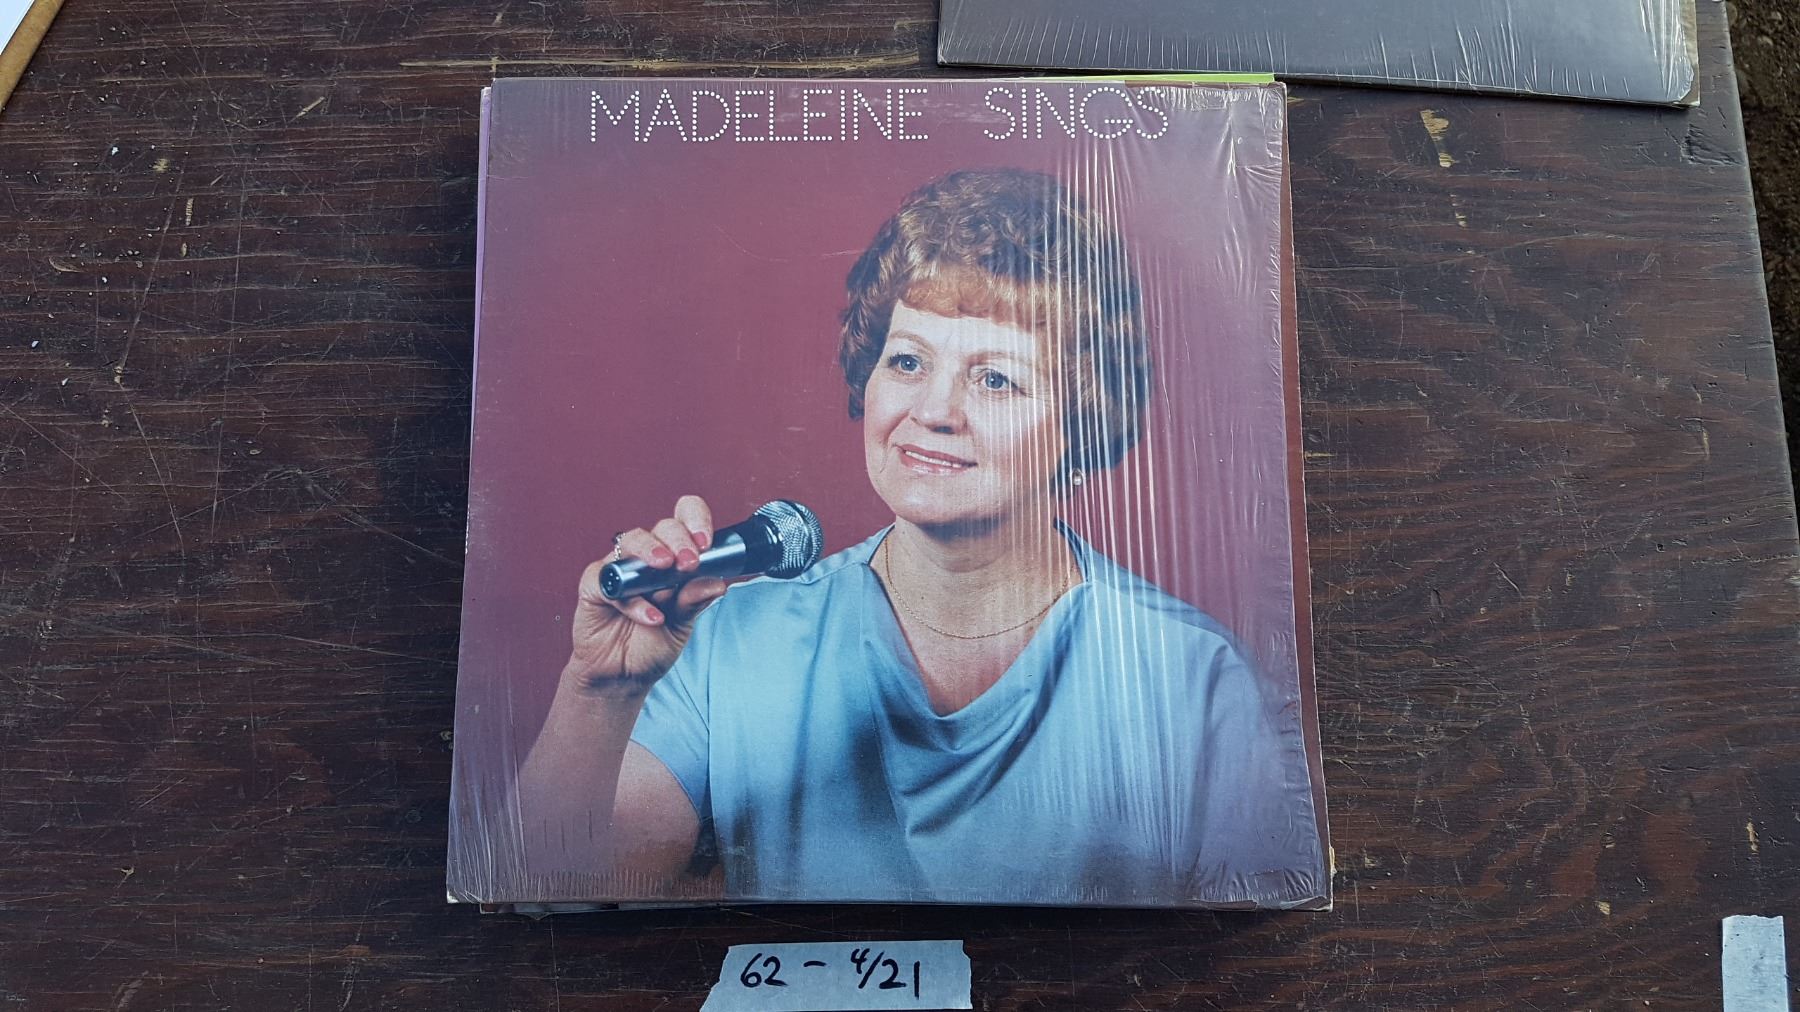 MADELEINE SINGS
62 - 4/21